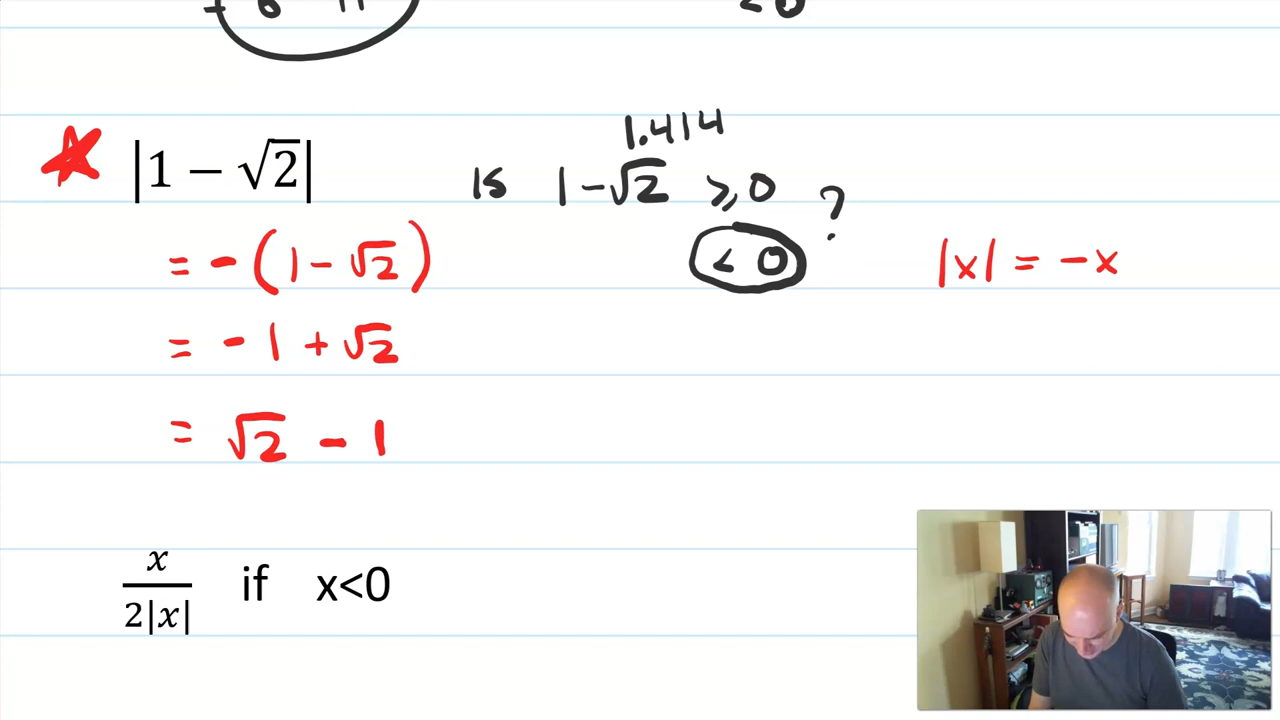 1.414
|1 − √2| Is 1 - √2 ≥ 0 ?
< 0
= - ( 1 - √2 ) |x| = -x
= - 1 + √2
= √2 - 1
x/2|x| if x<0